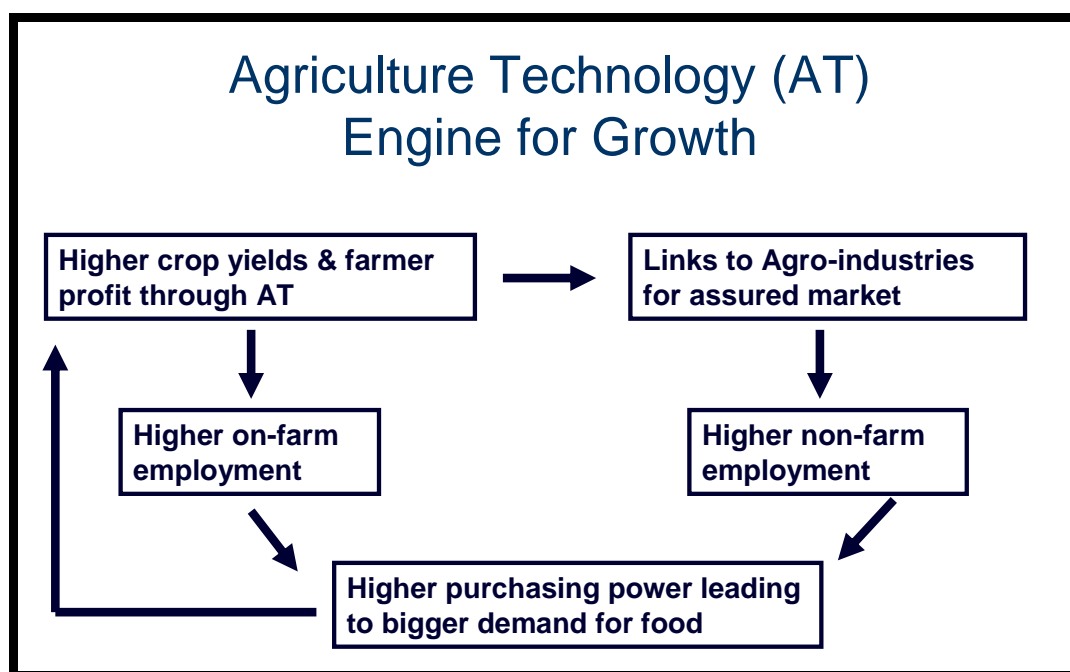 Agriculture Technology (AT)
Engine for Growth
Higher crop yields & farmer
profit through AT
Links to Agro-industries
for assured market
Higher on-farm
employment
Higher non-farm
employment
Higher purchasing power leading
to bigger demand for food